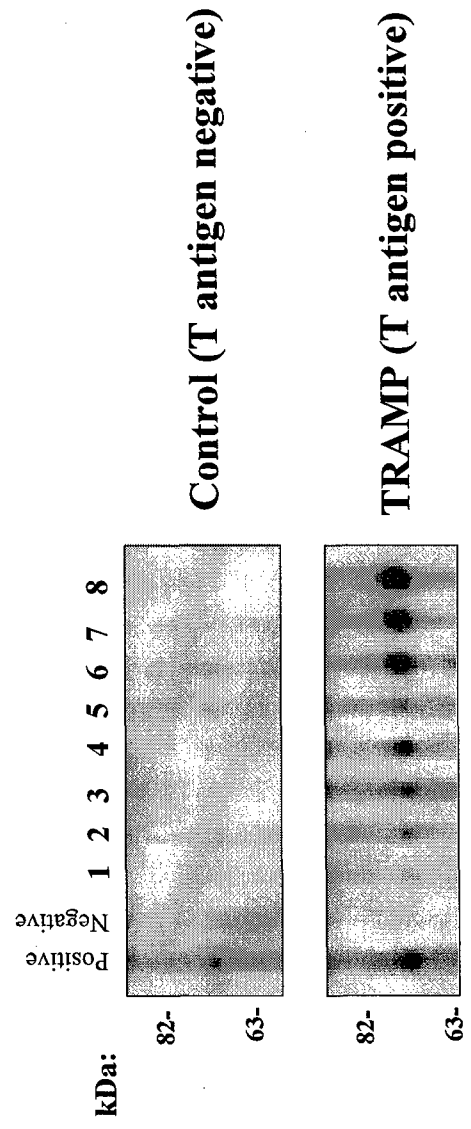 kDa:
Positive Negative 1 2 3 4 5 6 7 8
82-
63-
Control (T antigen negative)
82-
63-
TRAMP (T antigen positive)